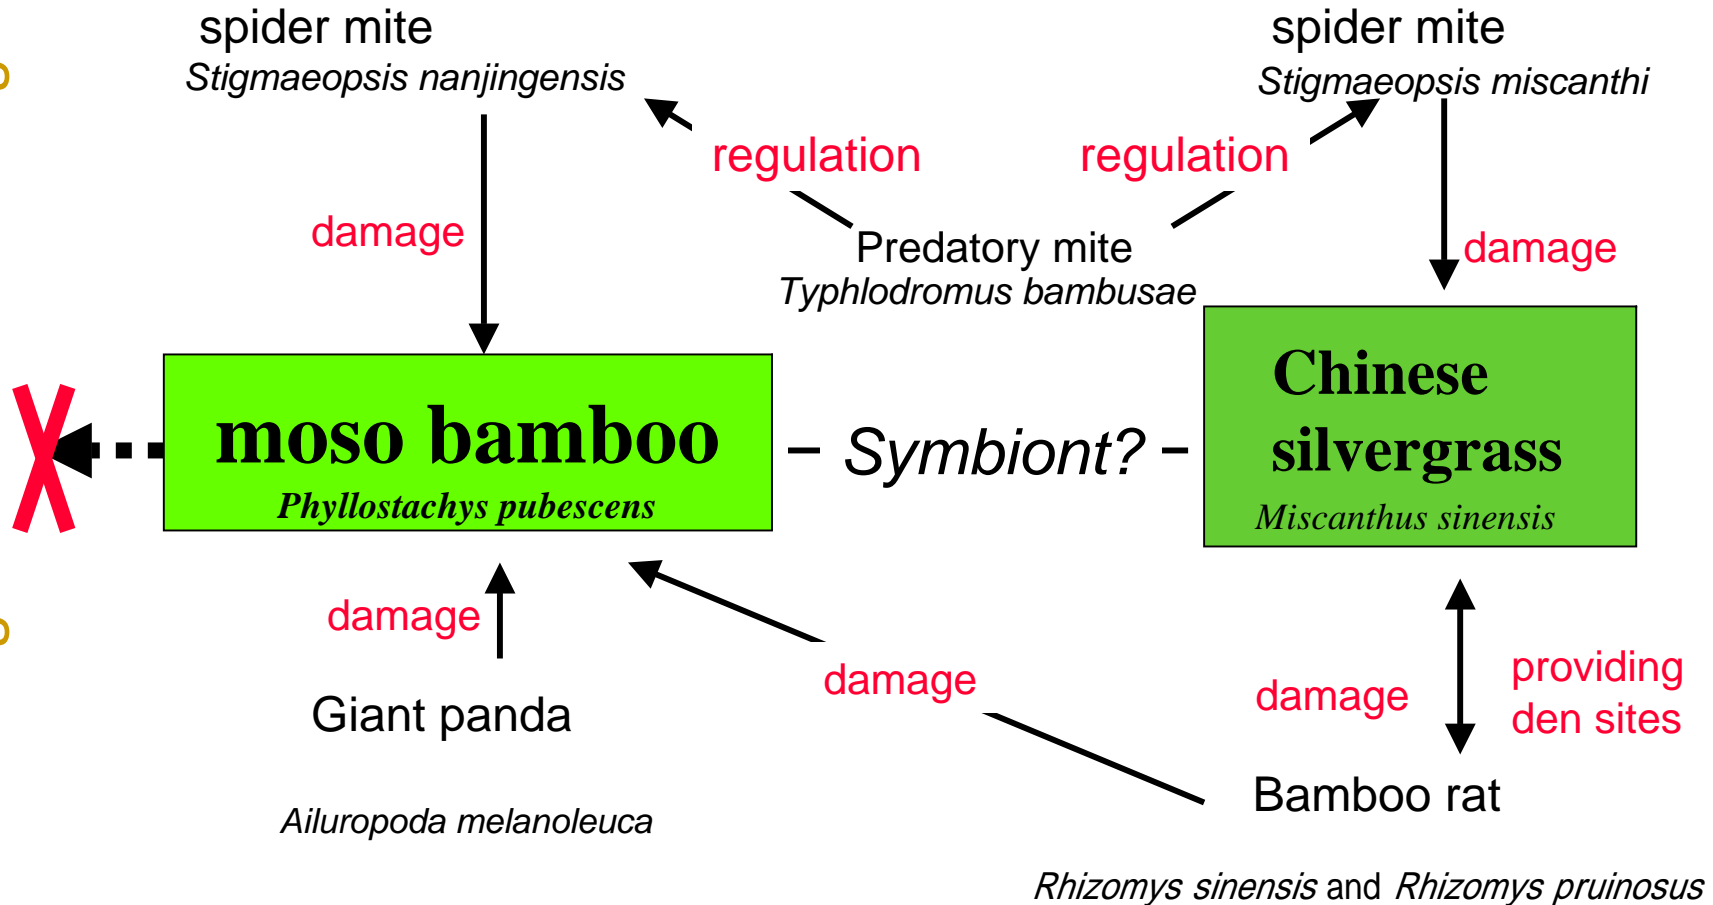 spider mite
Stigmaeopsis nanjingensis
spider mite
Stigmaeopsis miscanthi
regulation
regulation
damage
Predatory mite
Typhlodromus bambusae
damage
moso bamboo
Phyllostachys pubescens
Symbiont?
Chinese
silvergrass
Miscanthus sinensis
damage
Giant panda
Ailuropoda melanoleuca
damage
damage
providing
den sites
Bamboo rat
Rhizomys sinensis and Rhizomys pruinosus